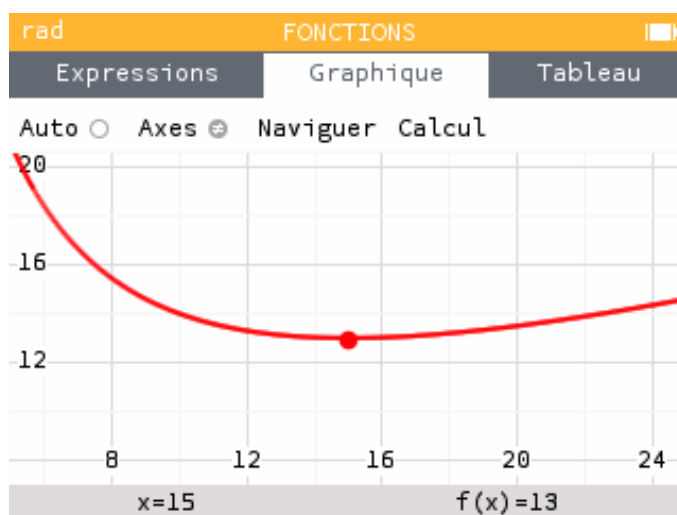 rad FONCTIONS
Expressions Graphique Tableau
Auto Axes Naviguer Calcul
20
16
12
8 12 16 20 24
x=15 f(x)=13